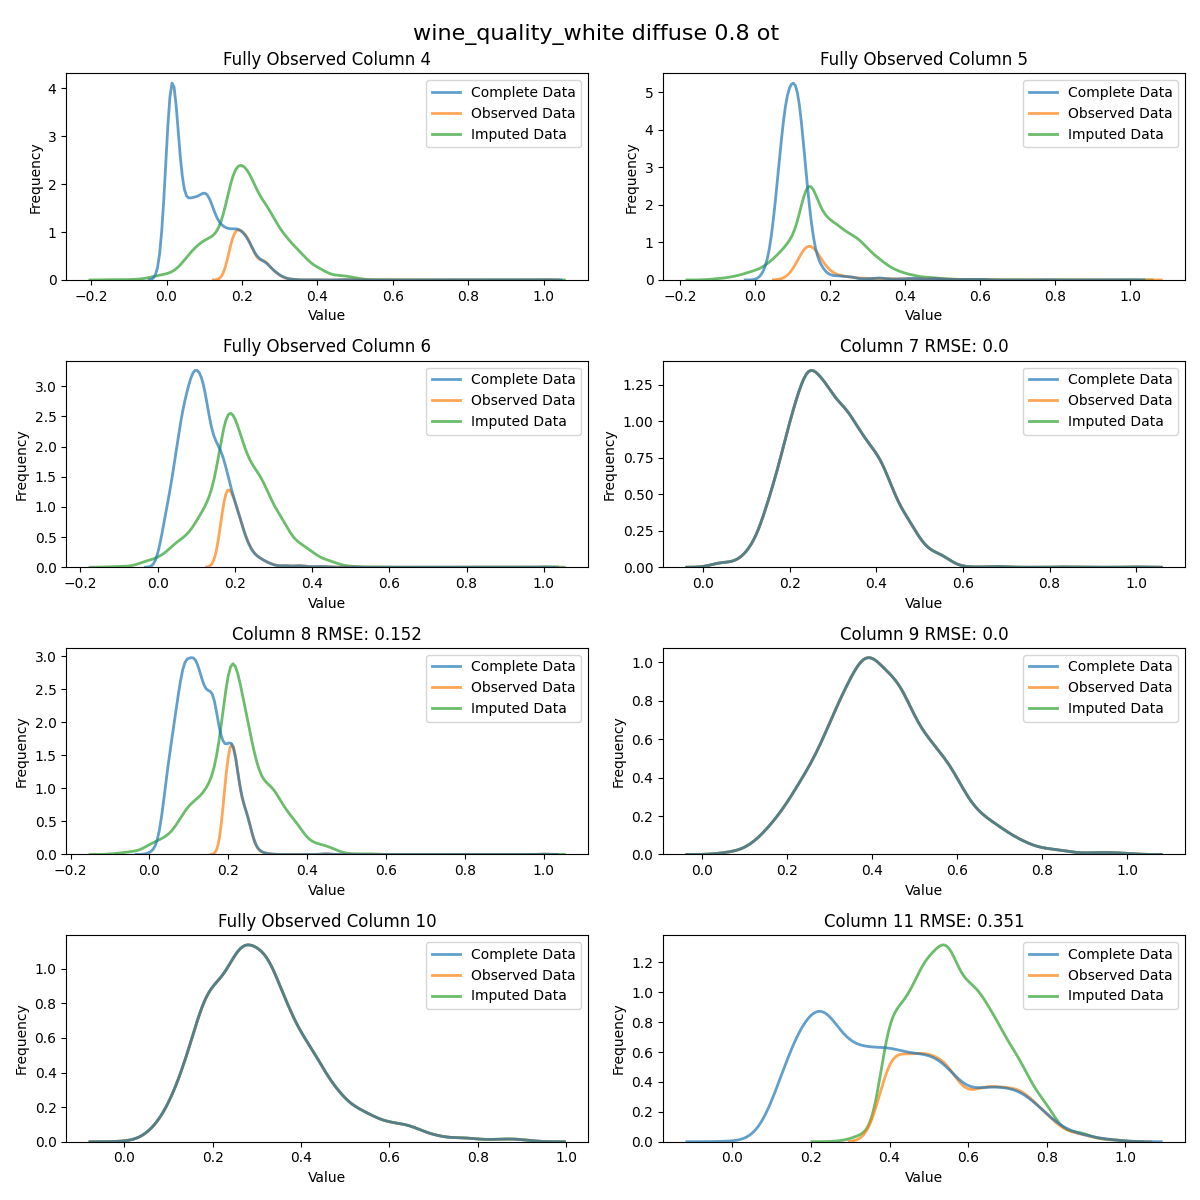 wine_quality_white diffuse 0.8 ot
Fully Observed Column 4
Frequency
4
3
2
1
0
Complete Data
Observed Data
Imputed Data
−0.2 0.0 0.2 0.4 0.6 0.8 1.0
Value
Fully Observed Column 5
Frequency
5
4
3
2
1
0
Complete Data
Observed Data
Imputed Data
−0.2 0.0 0.2 0.4 0.6 0.8 1.0
Value
Fully Observed Column 6
Frequency
3.0
2.5
2.0
1.5
1.0
0.5
0.0
Complete Data
Observed Data
Imputed Data
−0.2 0.0 0.2 0.4 0.6 0.8 1.0
Value
Column 7 RMSE: 0.0
Frequency
1.25
1.00
0.75
0.50
0.25
0.00
Complete Data
Observed Data
Imputed Data
0.0 0.2 0.4 0.6 0.8 1.0
Value
Column 8 RMSE: 0.152
Frequency
3.0
2.5
2.0
1.5
1.0
0.5
0.0
Complete Data
Observed Data
Imputed Data
−0.2 0.0 0.2 0.4 0.6 0.8 1.0
Value
Column 9 RMSE: 0.0
Frequency
1.0
0.8
0.6
0.4
0.2
0.0
Complete Data
Observed Data
Imputed Data
0.0 0.2 0.4 0.6 0.8 1.0
Value
Fully Observed Column 10
Frequency
1.0
0.8
0.6
0.4
0.2
0.0
Complete Data
Observed Data
Imputed Data
0.0 0.2 0.4 0.6 0.8 1.0
Value
Column 11 RMSE: 0.351
Frequency
1.2
1.0
0.8
0.6
0.4
0.2
0.0
Complete Data
Observed Data
Imputed Data
0.0 0.2 0.4 0.6 0.8 1.0
Value